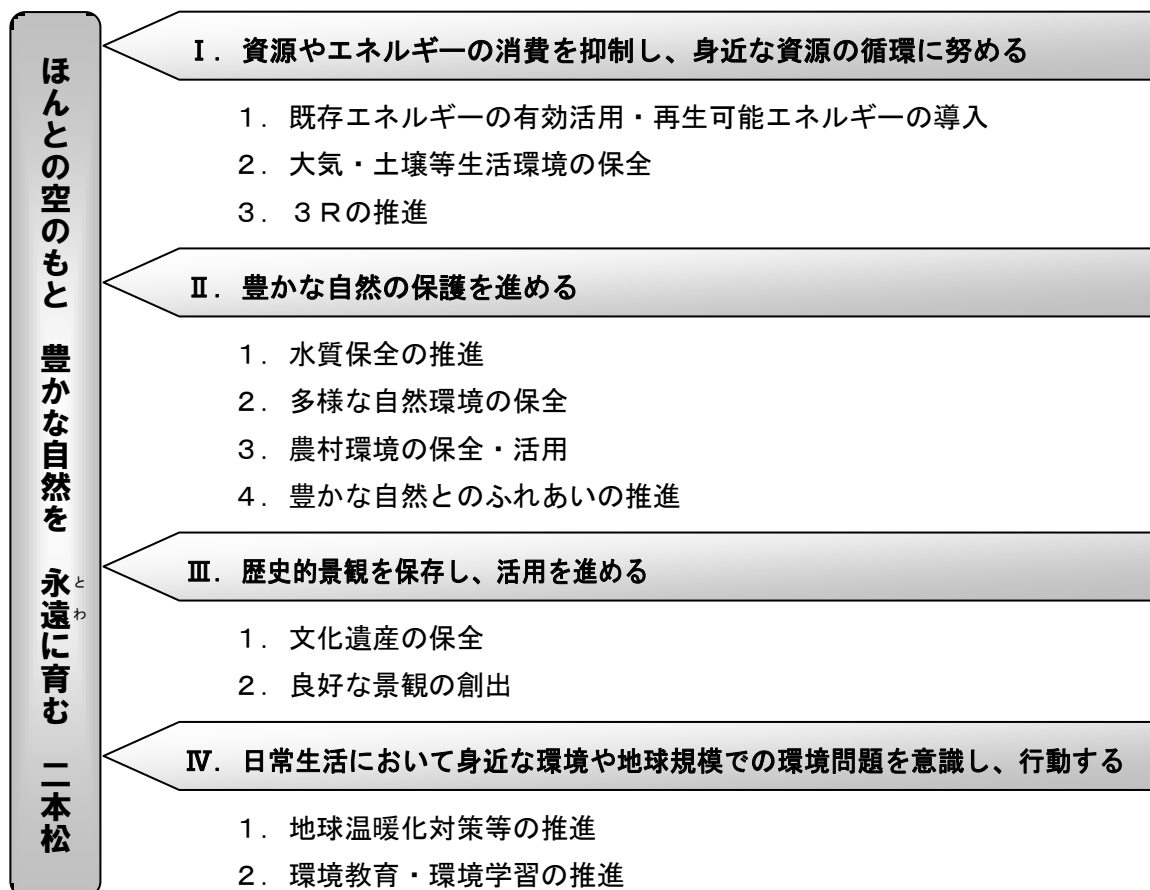 ほんとの空のもと 豊かな自然を 永遠に育む 二本松
とわ
Ⅰ．資源やエネルギーの消費を抑制し、身近な資源の循環に努める
１．既存エネルギーの有効活用・再生可能エネルギーの導入
２．大気・土壌等生活環境の保全
３．３Ｒの推進
Ⅱ．豊かな自然の保護を進める
１．水質保全の推進
２．多様な自然環境の保全
３．農村環境の保全・活用
４．豊かな自然とのふれあいの推進
Ⅲ．歴史的景観を保存し、活用を進める
１．文化遺産の保全
２．良好な景観の創出
Ⅳ．日常生活において身近な環境や地球規模での環境問題を意識し、行動する
１．地球温暖化対策等の推進
２．環境教育・環境学習の推進